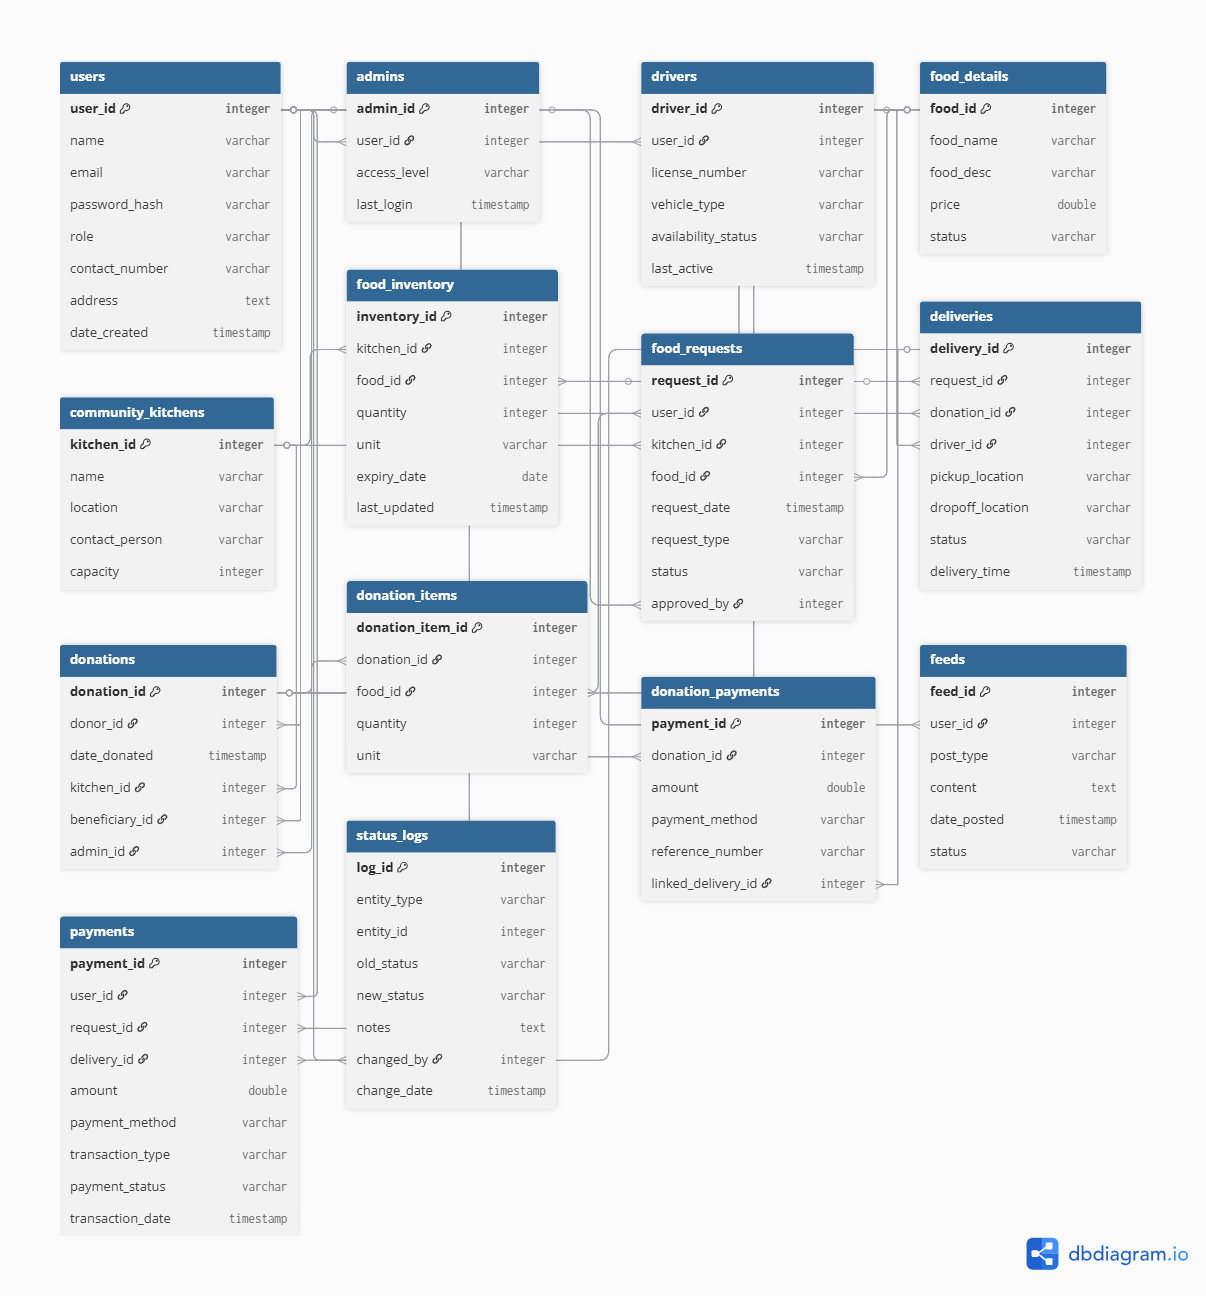 users
user_id integer
name varchar
email varchar
password_hash varchar
role varchar
contact_number varchar
address text
date_created timestamp
community_kitchens
kitchen_id integer
name varchar
location varchar
contact_person varchar
capacity integer
donations
donation_id integer
donor_id integer
date_donated timestamp
kitchen_id integer
beneficiary_id integer
admin_id integer
payments
payment_id integer
user_id integer
request_id integer
delivery_id integer
amount double
payment_method varchar
transaction_type varchar
payment_status varchar
transaction_date timestamp
admins
admin_id integer
user_id integer
access_level varchar
last_login timestamp
food_inventory
inventory_id integer
kitchen_id integer
food_id integer
quantity integer
unit varchar
expiry_date date
last_updated timestamp
donation_items
donation_item_id integer
donation_id integer
food_id integer
quantity integer
unit varchar
status_logs
log_id integer
entity_type varchar
entity_id integer
old_status varchar
new_status varchar
notes text
changed_by integer
change_date timestamp
drivers
driver_id integer
user_id integer
license_number varchar
vehicle_type varchar
availability_status varchar
last_active timestamp
food_requests
request_id integer
user_id integer
kitchen_id integer
food_id integer
request_date timestamp
request_type varchar
status varchar
approved_by integer
donation_payments
payment_id integer
donation_id integer
amount double
payment_method varchar
reference_number varchar
linked_delivery_id integer
food_details
food_id integer
food_name varchar
food_desc varchar
price double
status varchar
deliveries
delivery_id integer
request_id integer
donation_id integer
driver_id integer
pickup_location varchar
dropoff_location varchar
status varchar
delivery_time timestamp
feeds
feed_id integer
user_id integer
post_type varchar
content text
date_posted timestamp
status varchar
dbdiagram.io